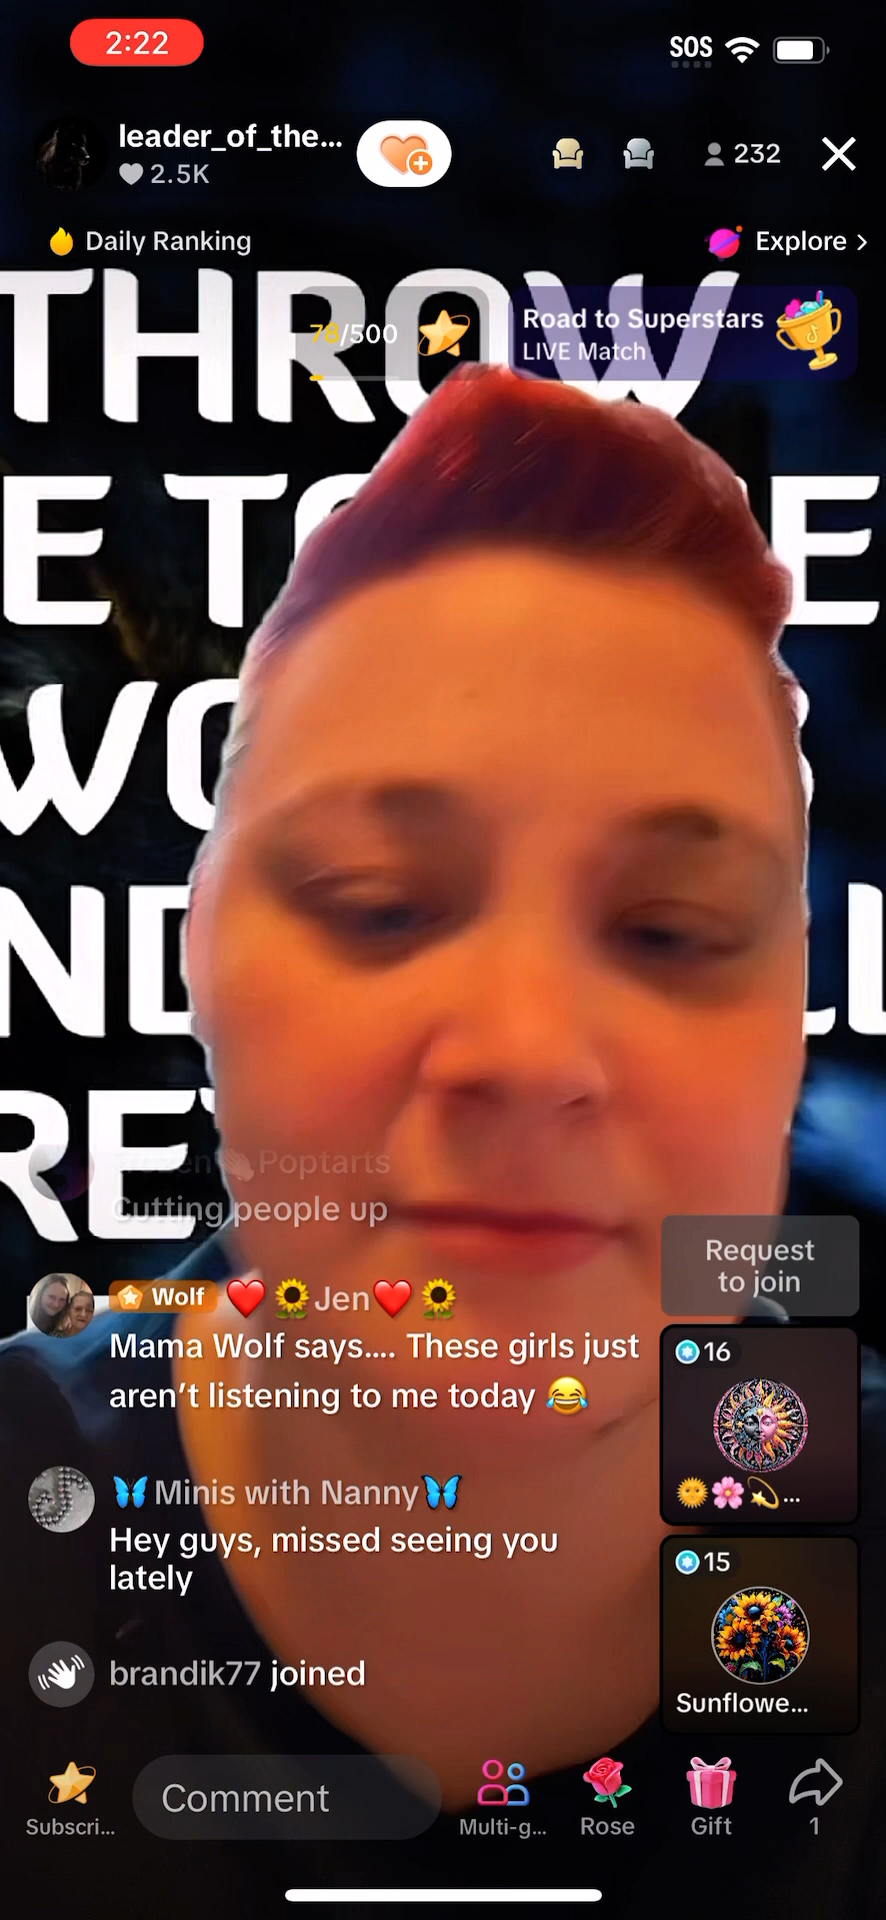 2:22
SOS
leader_of_the...
2.5K
232
Daily Ranking
Explore >
THROW
78/500
Road to Superstars
LIVE Match
E
E
ND
LL
Poptarts
Cutting people up
Wolf
Jen
Mama Wolf says.... These girls just
aren't listening to me today 😂
Minis with Nanny
Hey guys, missed seeing you
lately
brandik77 joined
Request
to join
16
🌞🌸💫...
15
Sunflowe...
Subscri...
Comment
Multi-g...
Rose
Gift
1